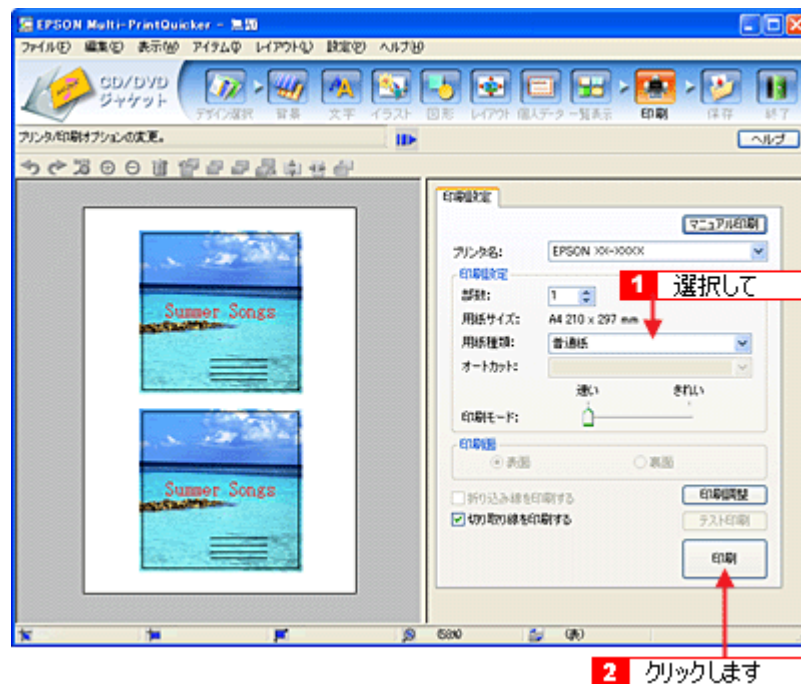 EPSON Multi-PrintQuicker - 無題
ファイル(F) 編集(E) 表示(W) アイテム(I) レイアウト(L) 設定(P) ヘルプ(H)
CD/DVD
ジャケット
デザイン選択 背景 文字 イラスト 図形 レイアウト 個人データ 一覧表示 印刷 保存 終了
プリンタ/印刷オプションの変更。
ヘルプ
Summer Songs
Summer Songs
印刷設定
マニュアル印刷
プリンタ名: EPSON XX-XXXX
印刷設定
部数: 1
1 選択して
用紙サイズ: A4 210 x 297 mm
用紙種類: 普通紙
オートカット:
速い きれい
印刷モード:
印刷面
表面 裏面
折り込み線を印刷する
印刷調整
切り取り線を印刷する
テスト印刷
印刷
(表)
2 クリックします